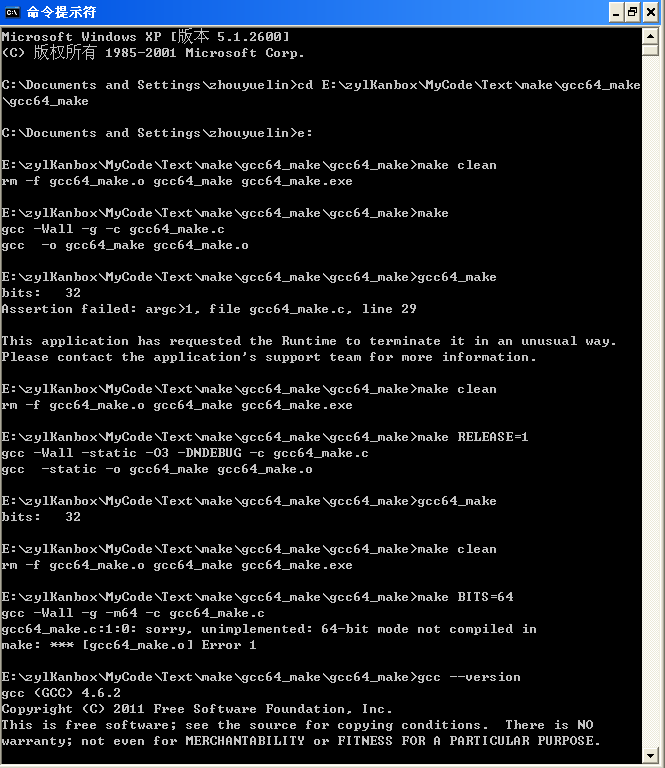 命令提示符
Microsoft Windows XP [版本 5.1.2600]
(C) 版权所有 1985-2001 Microsoft Corp.
C:\Documents and Settings\zhouyuelin>cd E:\zylKanbox\MyCode\Text\make\gcc64_make
\gcc64_make
C:\Documents and Settings\zhouyuelin>e:
E:\zylKanbox\MyCode\Text\make\gcc64_make\gcc64_make>make clean
rm -f gcc64_make.o gcc64_make gcc64_make.exe
E:\zylKanbox\MyCode\Text\make\gcc64_make\gcc64_make>make
gcc -Wall -g -c gcc64_make.c
gcc  -o gcc64_make gcc64_make.o
E:\zylKanbox\MyCode\Text\make\gcc64_make\gcc64_make>gcc64_make
bits:   32
Assertion failed: argc>1, file gcc64_make.c, line 29
This application has requested the Runtime to terminate it in an unusual way.
Please contact the application's support team for more information.
E:\zylKanbox\MyCode\Text\make\gcc64_make\gcc64_make>make clean
rm -f gcc64_make.o gcc64_make gcc64_make.exe
E:\zylKanbox\MyCode\Text\make\gcc64_make\gcc64_make>make RELEASE=1
gcc -Wall -static -O3 -DNDEBUG -c gcc64_make.c
gcc  -static -o gcc64_make gcc64_make.o
E:\zylKanbox\MyCode\Text\make\gcc64_make\gcc64_make>gcc64_make
bits:   32
E:\zylKanbox\MyCode\Text\make\gcc64_make\gcc64_make>make clean
rm -f gcc64_make.o gcc64_make gcc64_make.exe
E:\zylKanbox\MyCode\Text\make\gcc64_make\gcc64_make>make BITS=64
gcc -Wall -g -m64 -c gcc64_make.c
gcc64_make.c:1:0: sorry, unimplemented: 64-bit mode not compiled in
make: *** [gcc64_make.o] Error 1
E:\zylKanbox\MyCode\Text\make\gcc64_make\gcc64_make>gcc --version
gcc (GCC) 4.6.2
Copyright (C) 2011 Free Software Foundation, Inc.
This is free software; see the source for copying conditions.  There is NO
warranty; not even for MERCHANTABILITY or FITNESS FOR A PARTICULAR PURPOSE.